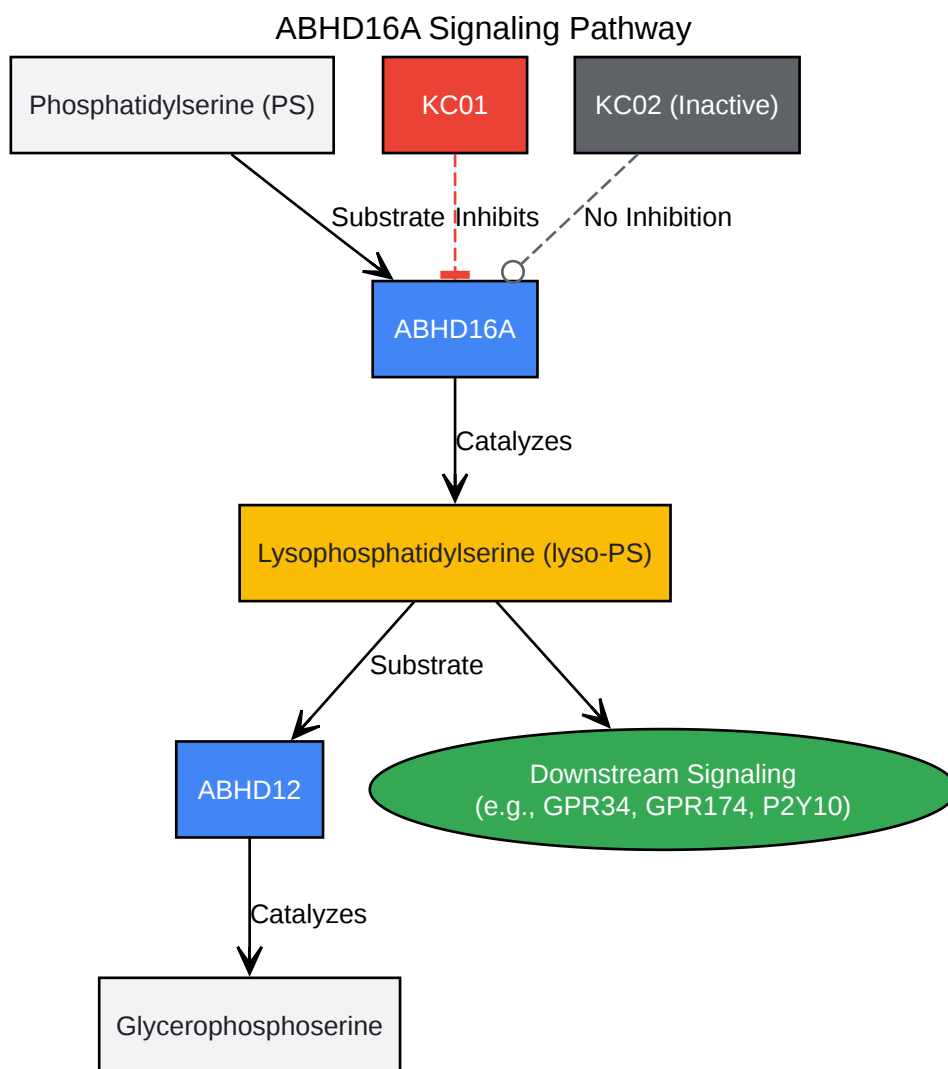 ABHD16A Signaling Pathway
Phosphatidylserine (PS)
KC01
KC02 (Inactive)
Substrate
Inhibits
No Inhibition
ABHD16A
Catalyzes
Lysophosphatidylserine (lyso-PS)
Substrate
ABHD12
Downstream Signaling
(e.g., GPR34, GPR174, P2Y10)
Catalyzes
Glycerophosphoserine